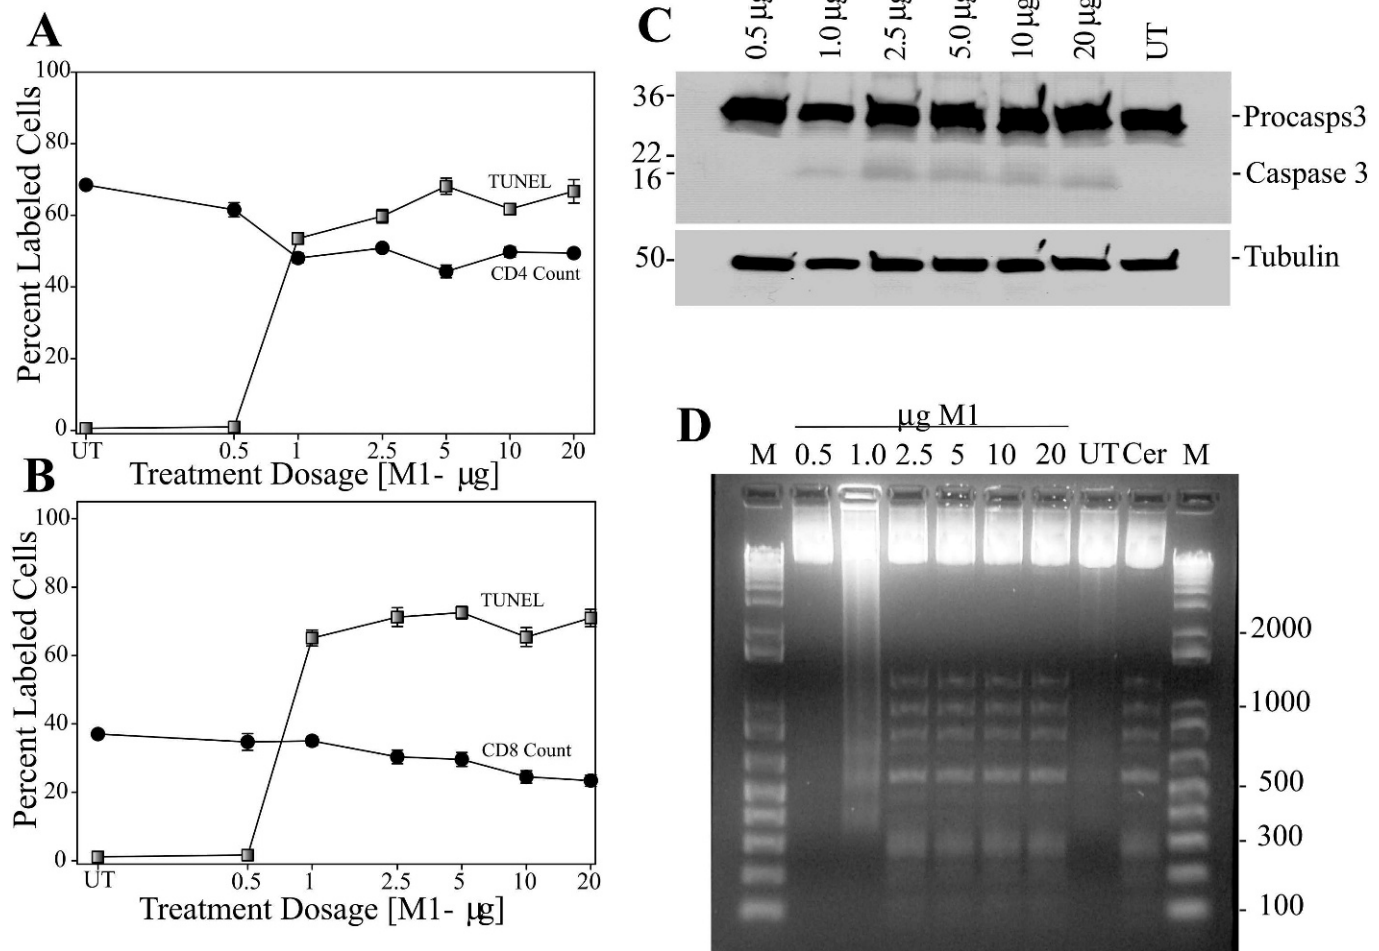 A
100
80
60
40
20
0
Percent Labeled Cells
TUNEL
CD4 Count
UT 0.5 1 2.5 5 10 20
Treatment Dosage [M1- μg]
B
100
80
60
40
20
0
Percent Labeled Cells
TUNEL
CD8 Count
UT 0.5 1 2.5 5 10 20
Treatment Dosage [M1- μg]
C
0.5 μg
1.0 μg
2.5 μg
5.0 μg
10 μg
20 μg
UT
36-
22-
16-
-Procasps3
-Caspase 3
50-
-Tubulin
D
μg M1
M 0.5 1.0 2.5 5 10 20 UT Cer M
- 2000
- 1000
- 500
- 300
- 100